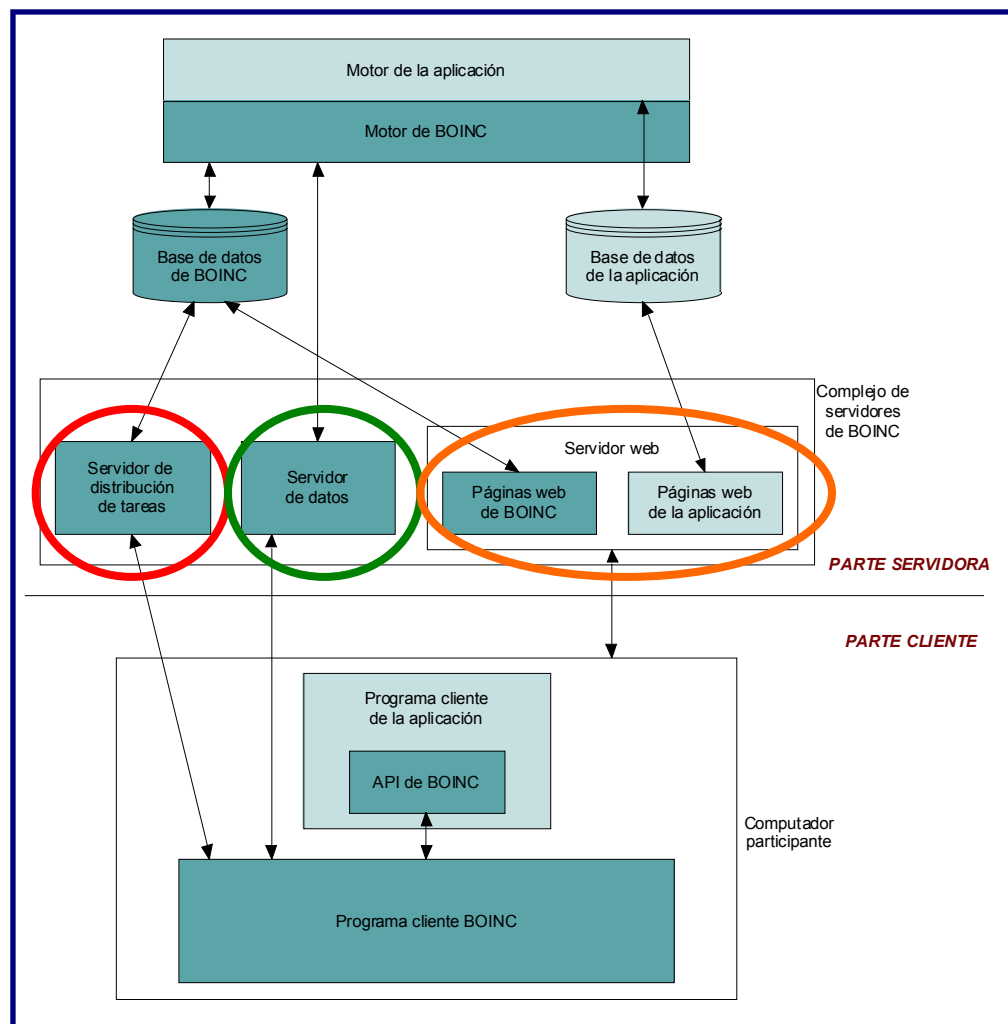 Motor de la aplicación
Motor de BOINC
Base de datos
de BOINC
Base de datos
de la aplicación
Complejo de
servidores
de BOINC
Servidor web
Servidor de
distribución
de tareas
Servidor
de datos
Páginas web
de BOINC
Páginas web
de la aplicación
PARTE SERVIDORA
PARTE CLIENTE
Programa cliente
de la aplicación
API de BOINC
Computador
participante
Programa cliente BOINC